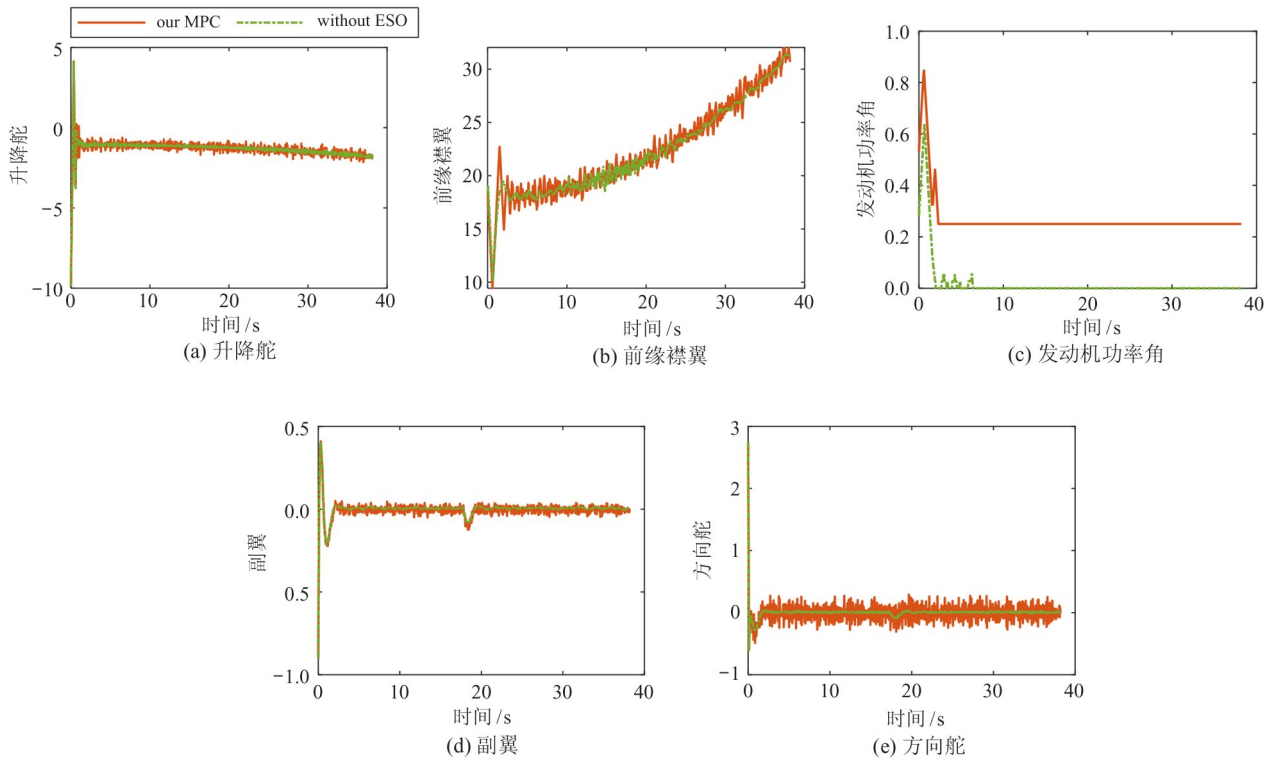 our MPC without ESO
5
0
−5
−10
升降舵
0 10 20 30 40
时间/s
(a) 升降舵
30
25
20
15
10
前缘襟翼
0 10 20 30 40
时间/s
(b) 前缘襟翼
1.0
0.8
0.6
0.4
0.2
0.0
发动机功率角
0 10 20 30 40
时间/s
(c) 发动机功率角
0.5
0.0
0.5
−1.0
副翼
0 10 20 30 40
时间/s
(d) 副翼
3
2
1
0
−1
方向舵
0 10 20 30 40
时间/s
(e) 方向舵